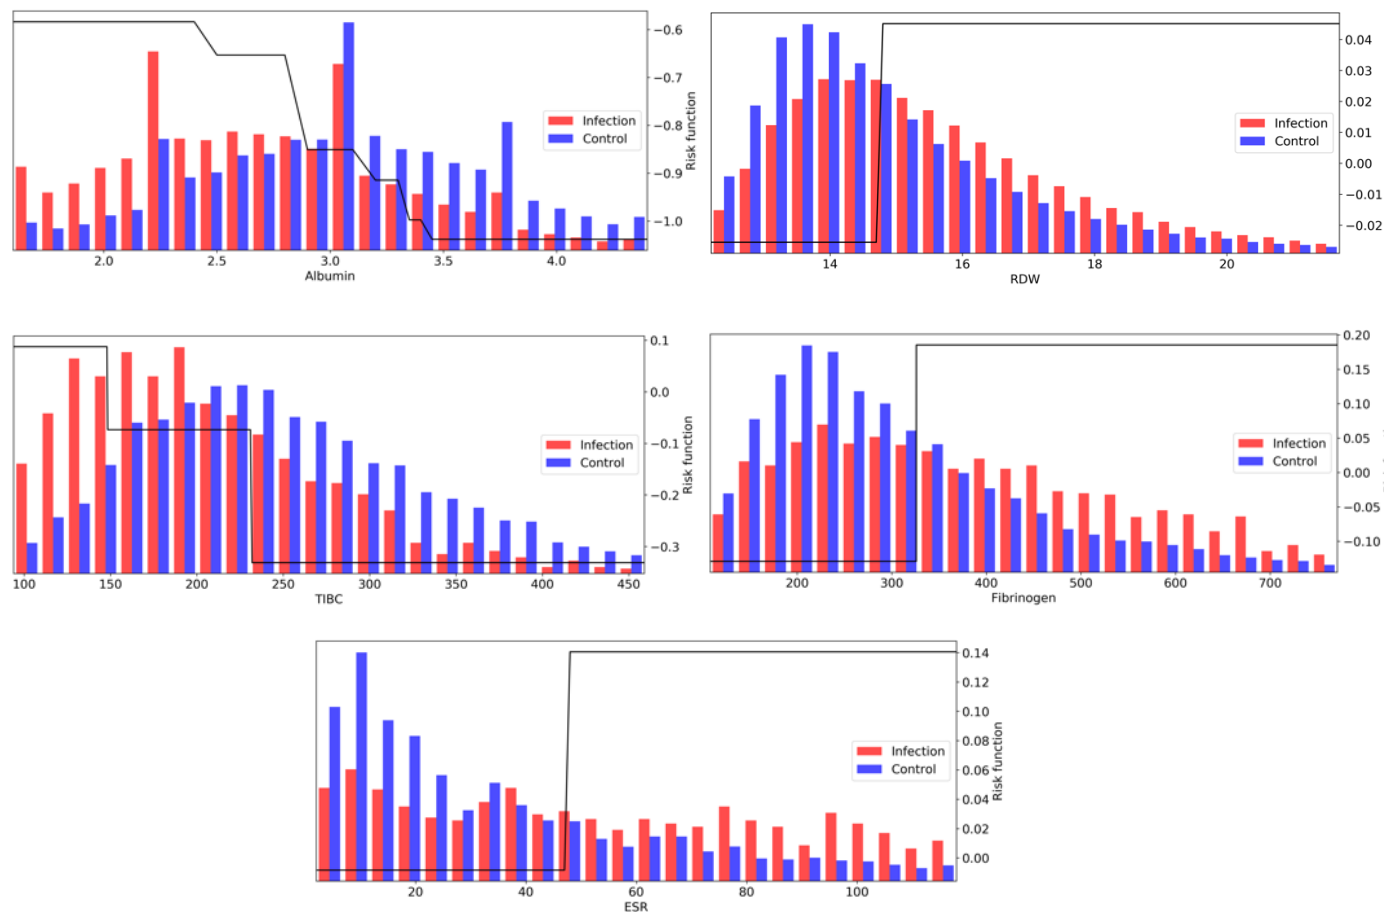 −0.6
−0.7
−0.8
−0.9
−1.0
Risk function
Infection
Control
2.0 2.5 3.0 3.5 4.0
Albumin
0.04
0.03
0.02
0.01
0.00
−0.01
−0.02
Infection
Control
14 16 18 20
RDW
0.1
0.0
−0.1
−0.2
−0.3
Risk function
Infection
Control
100 150 200 250 300 350 400 450
TIBC
0.20
0.15
0.10
0.05
0.00
−0.05
−0.10
Infection
Control
200 300 400 500 600 700
Fibrinogen
0.14
0.12
0.10
0.08
0.06
0.04
0.02
0.00
Risk function
Infection
Control
20 40 60 80 100
ESR